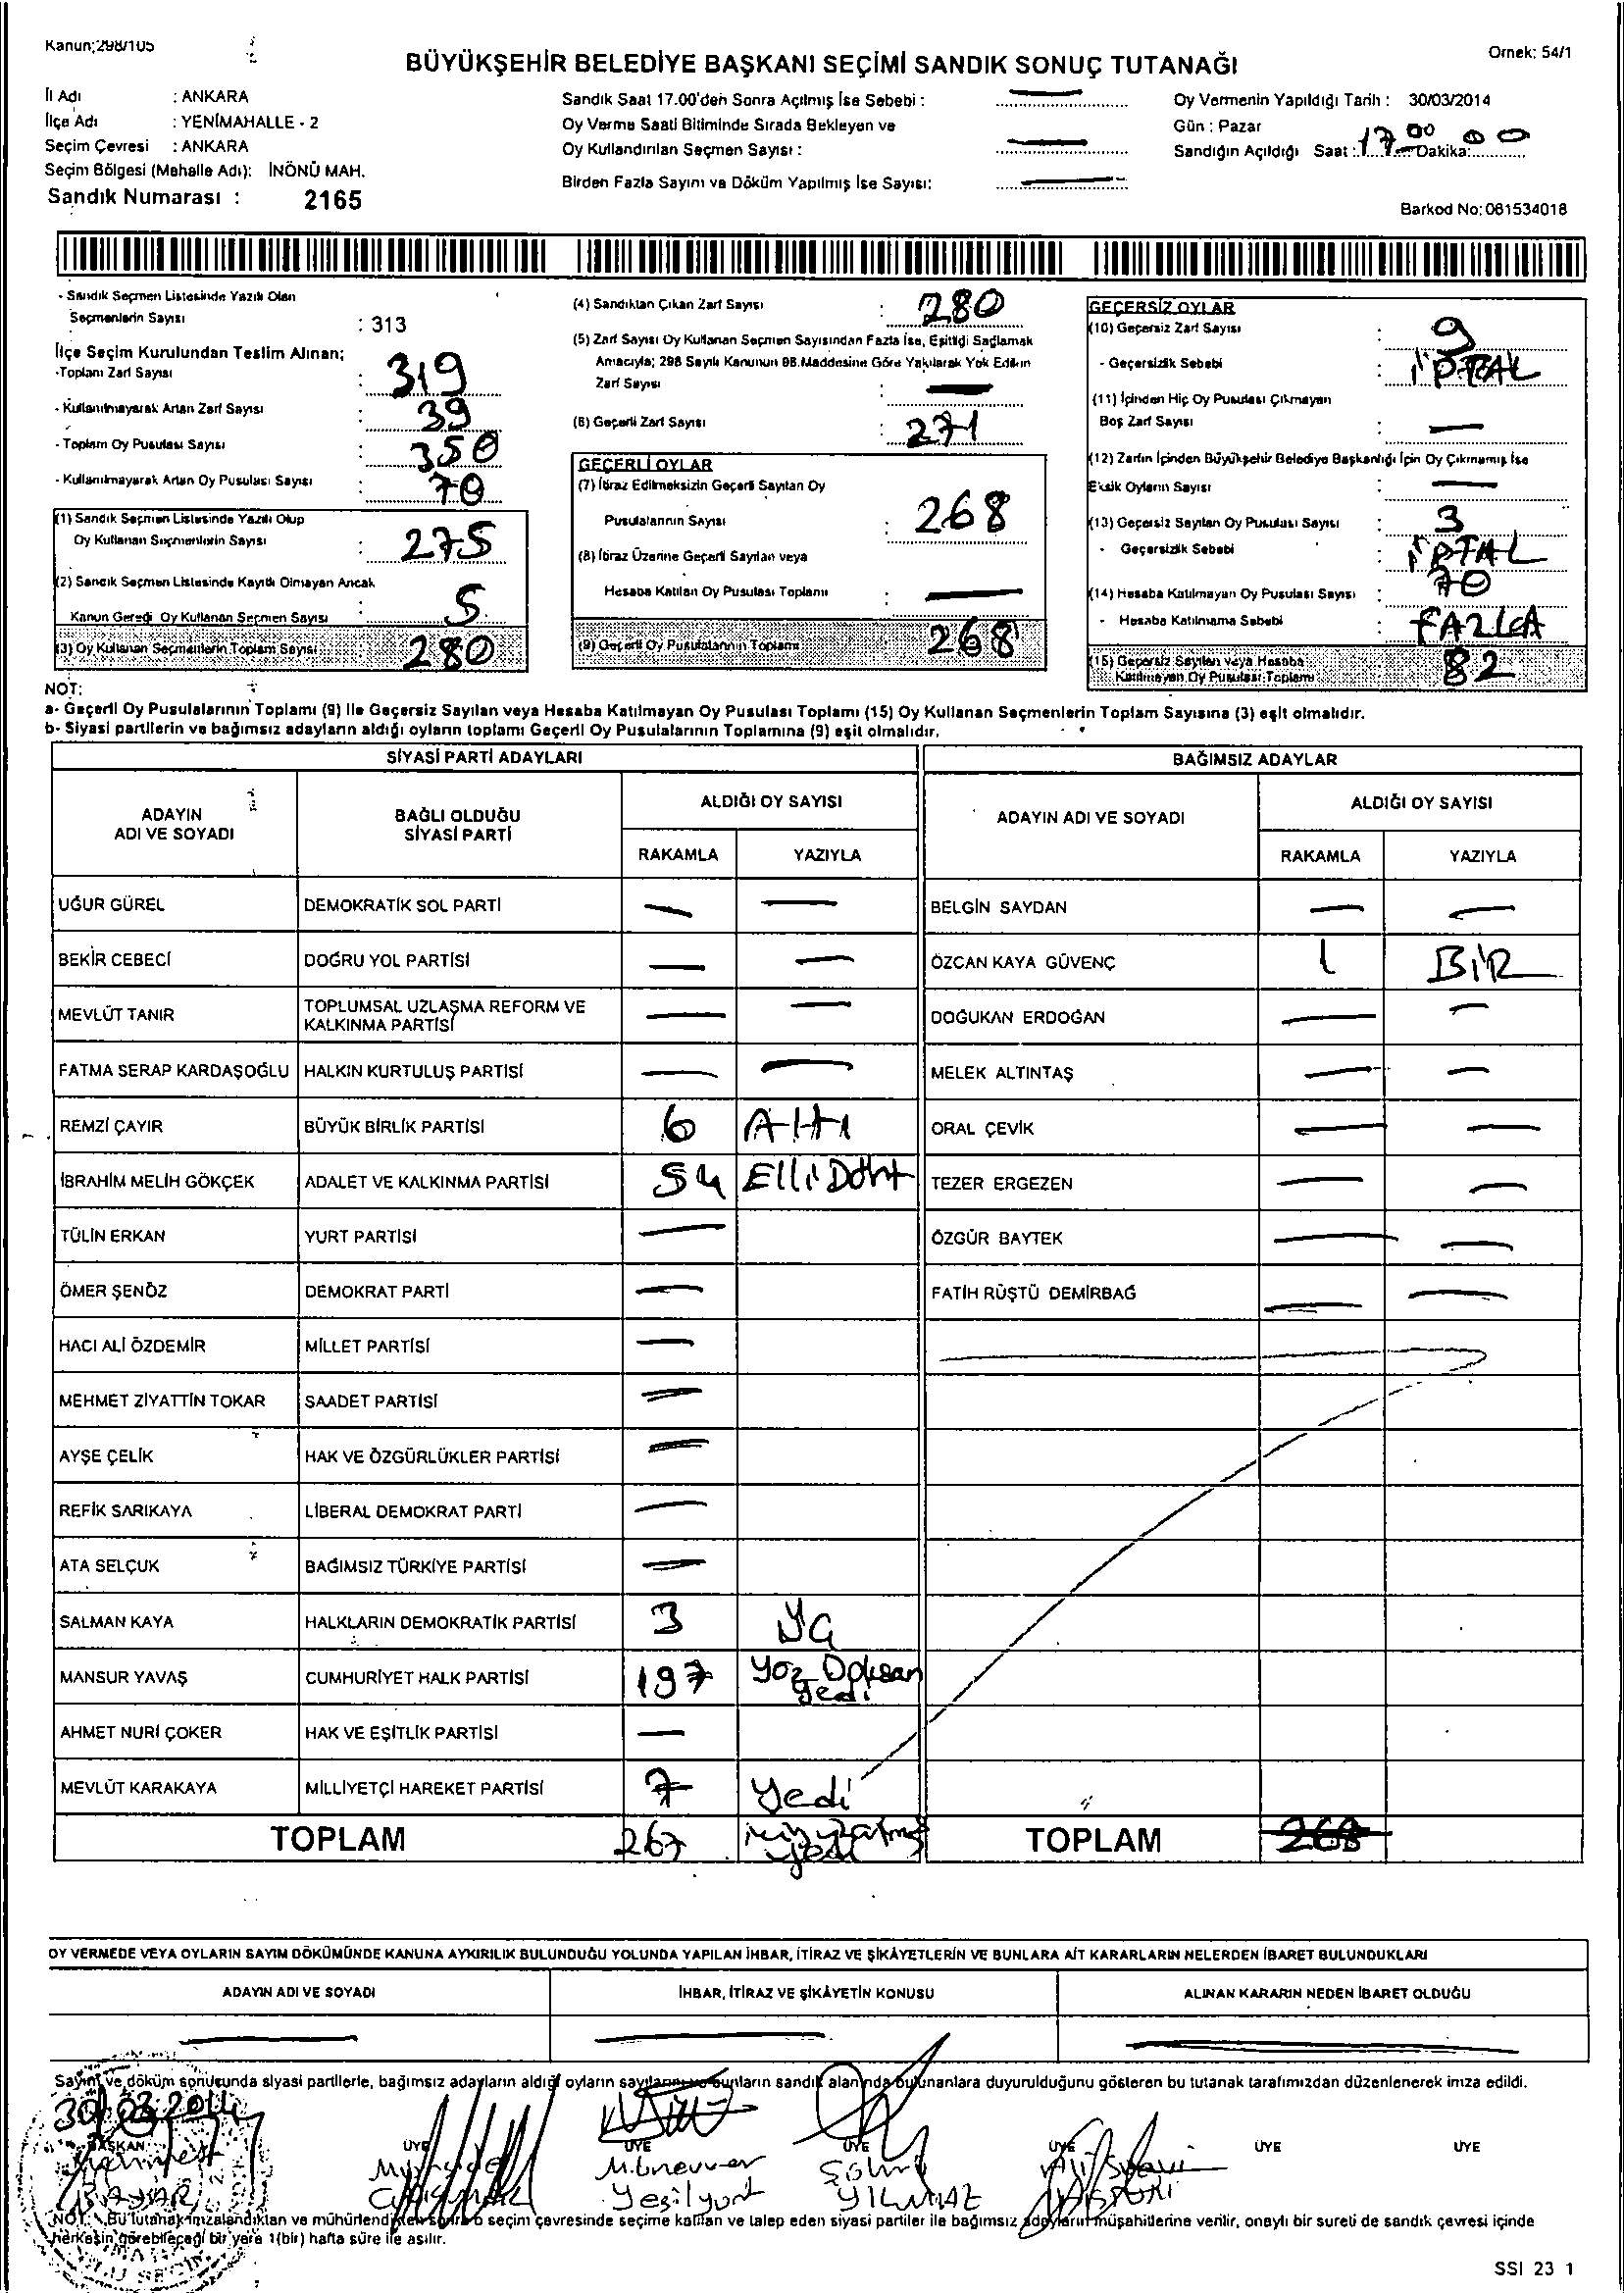 Kanun;298/105
Örnek: 54/1
BÜYÜKŞEHİR BELEDİYE BAŞKANI SEÇİMİ SANDIK SONUÇ TUTANAĞI
İl Adı : ANKARA
İlçe Adı : YENİMAHALLE - 2
Seçim Çevresi : ANKARA
Seçim Bölgesi (Mahalle Adı): İNÖNÜ MAH.
Sandık Numarası : 2165
Sandık Saat 17.00'den Sonra Açılmış İse Sebebi : —
Oy Verme Saati Bitiminde Sırada Bekleyen ve
Oy Kullandırılan Seçmen Sayısı : —
Birden Fazla Sayım ve Döküm Yapılmış İse Sayısı: —
Oy Vermenin Yapıldığı Tarih : 30/03/2014
Gün : Pazar
Sandığın Açıldığı Saat : 17 00 Dakika: 00
Barkod No: 061534018
- Sandık Seçmen Listesinde Yazılı Olan
Seçmenlerin Sayısı : 313
İlçe Seçim Kurulundan Teslim Alınan;
-Toplam Zarf Sayısı : 319
- Kullanılmayarak Artan Zarf Sayısı : 39
- Toplam Oy Pusulası Sayısı : 350
- Kullanılmayarak Artan Oy Pusulası Sayısı : 70
(1) Sandık Seçmen Listesinde Yazılı Olup
Oy Kullanan Seçmenlerin Sayısı : 275
(2) Sandık Seçmen Listesinde Kayıtlı Olmayan Ancak
Kanun Gereği Oy Kullanan Seçmen Sayısı : 5
(3) Oy Kullanan Seçmenlerin Toplam Sayısı : 280
(4) Sandıktan Çıkan Zarf Sayısı : 280
(5) Zarf Sayısı Oy Kullanan Seçmen Sayısından Fazla İse, Eşitliği Sağlamak
Amacıyla; 298 Sayılı Kanunun 98.Maddesine Göre Yakılarak Yok Edilen
Zarf Sayısı : —
(6) Geçerli Zarf Sayısı : 271
GEÇERLİ OYLAR
(7) İtiraz Edilmeksizin Geçerli Sayılan Oy
Pusulalarının Sayısı : 268
(8) İtiraz Üzerine Geçerli Sayılan veya
Hesaba Katılan Oy Pusulası Toplamı : —
(9) Geçerli Oy Pusulalarının Toplamı 268
GEÇERSİZ OYLAR
(10) Geçersiz Zarf Sayısı : 9
- Geçersizlik Sebebi : İPTAL
(11) İçinden Hiç Oy Pusulası Çıkmayan
Boş Zarf Sayısı : —
(12) Zarfın İçinden Büyükşehir Belediye Başkanlığı İçin Oy Çıkmamış İse
Eksik Oyların Sayısı : —
(13) Geçersiz Sayılan Oy Pusulası Sayısı : 3
- Geçersizlik Sebebi : İPTAL
(14) Hesaba Katılmayan Oy Pusulası Sayısı : 70
- Hesaba Katılmama Sebebi : FAZLA
(15) Geçersiz Sayılan veya Hesaba
Katılmayan Oy Pusulası Toplamı : 82
NOT:
a- Geçerli Oy Pusulalarının Toplamı (9) ile Geçersiz Sayılan veya Hesaba Katılmayan Oy Pusulası Toplamı (15) Oy Kullanan Seçmenlerin Toplam Sayısına (3) eşit olmalıdır.
b- Siyasi partilerin ve bağımsız adayların aldığı oyların toplamı Geçerli Oy Pusulalarının Toplamına (9) eşit olmalıdır.
SİYASİ PARTİ ADAYLARI
ADAYIN ADI VE SOYADI BAĞLI OLDUĞU SİYASİ PARTİ ALDIĞI OY SAYISI
RAKAMLA YAZIYLA
UĞUR GÜREL DEMOKRATİK SOL PARTİ — —
BEKİR CEBECİ DOĞRU YOL PARTİSİ — —
MEVLÜT TANIR TOPLUMSAL UZLAŞMA REFORM VE KALKINMA PARTİSİ — —
FATMA SERAP KARDAŞOĞLU HALKIN KURTULUŞ PARTİSİ — —
REMZİ ÇAYIR BÜYÜK BİRLİK PARTİSİ 6 Altı
İBRAHİM MELİH GÖKÇEK ADALET VE KALKINMA PARTİSİ 54 Elli Dört
TÜLİN ERKAN YURT PARTİSİ —
ÖMER ŞENÖZ DEMOKRAT PARTİ —
HACI ALİ ÖZDEMİR MİLLET PARTİSİ —
MEHMET ZİYATTİN TOKAR SAADET PARTİSİ —
AYŞE ÇELİK HAK VE ÖZGÜRLÜKLER PARTİSİ —
REFİK SARIKAYA LİBERAL DEMOKRAT PARTİ —
ATA SELÇUK BAĞIMSIZ TÜRKİYE PARTİSİ —
SALMAN KAYA HALKLARIN DEMOKRATİK PARTİSİ 3
MANSUR YAVAŞ CUMHURİYET HALK PARTİSİ 197 Yüz Doksan yedi
AHMET NURİ ÇOKER HAK VE EŞİTLİK PARTİSİ —
MEVLÜT KARAKAYA MİLLİYETÇİ HAREKET PARTİSİ 7 Yedi
TOPLAM 267
BAĞIMSIZ ADAYLAR
ADAYIN ADI VE SOYADI ALDIĞI OY SAYISI
RAKAMLA YAZIYLA
BELGİN SAYDAN — —
ÖZCAN KAYA GÜVENÇ 1 BİR
DOĞUKAN ERDOĞAN — —
MELEK ALTINTAŞ — —
ORAL ÇEVİK — —
TEZER ERGEZEN — —
ÖZGÜR BAYTEK — —
FATİH RÜŞTÜ DEMİRBAĞ — —
TOPLAM 268
OY VERMEDE VEYA OYLARIN SAYIM DÖKÜMÜNDE KANUNA AYKIRILIK BULUNDUĞU YOLUNDA YAPILAN İHBAR, İTİRAZ VE ŞİKÂYETLERİN VE BUNLARA AİT KARARLARIN NELERDEN İBARET BULUNDUKLARI
ADAYIN ADI VE SOYADI İHBAR, İTİRAZ VE ŞİKÂYETİN KONUSU ALINAN KARARIN NEDEN İBARET OLDUĞU
— — —
Sayım ve döküm sonucunda siyasi partilerle, bağımsız adayların aldığı oyların sayılarını ve bunların sandık alanında bulunanlara duyurulduğunu gösteren bu tutanak tarafımızdan düzenlenerek imza edildi.
30/03/2014
BAŞKAN ÜYE ÜYE ÜYE ÜYE ÜYE ÜYE
Münevver
BAYAR Yeşilyurt YILMAZ
NOT: Bu tutanak imzalandıktan ve mühürlendikten sonra o seçim çevresinde seçime katılan ve talep eden siyasi partiler ile bağımsız adayların müşahitlerine verilir, onaylı bir sureti de sandık çevresi içinde
herkesin görebileceği bir yere 1(bir) hafta süre ile asılır.
SSI 23 1